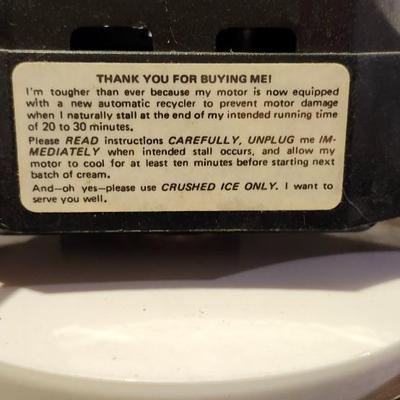 THANK YOU FOR BUYING ME!
I'm tougher than ever because my motor is now equipped
with a new automatic recycler to prevent motor damage
when I naturally stall at the end of my intended running time
of 20 to 30 minutes.
Please READ instructions CAREFULLY, UNPLUG me IM-
MEDIATELY when intended stall occurs, and allow my
motor to cool for at least ten minutes before starting next
batch of cream.
And—oh yes—please use CRUSHED ICE ONLY. I want to
serve you well.